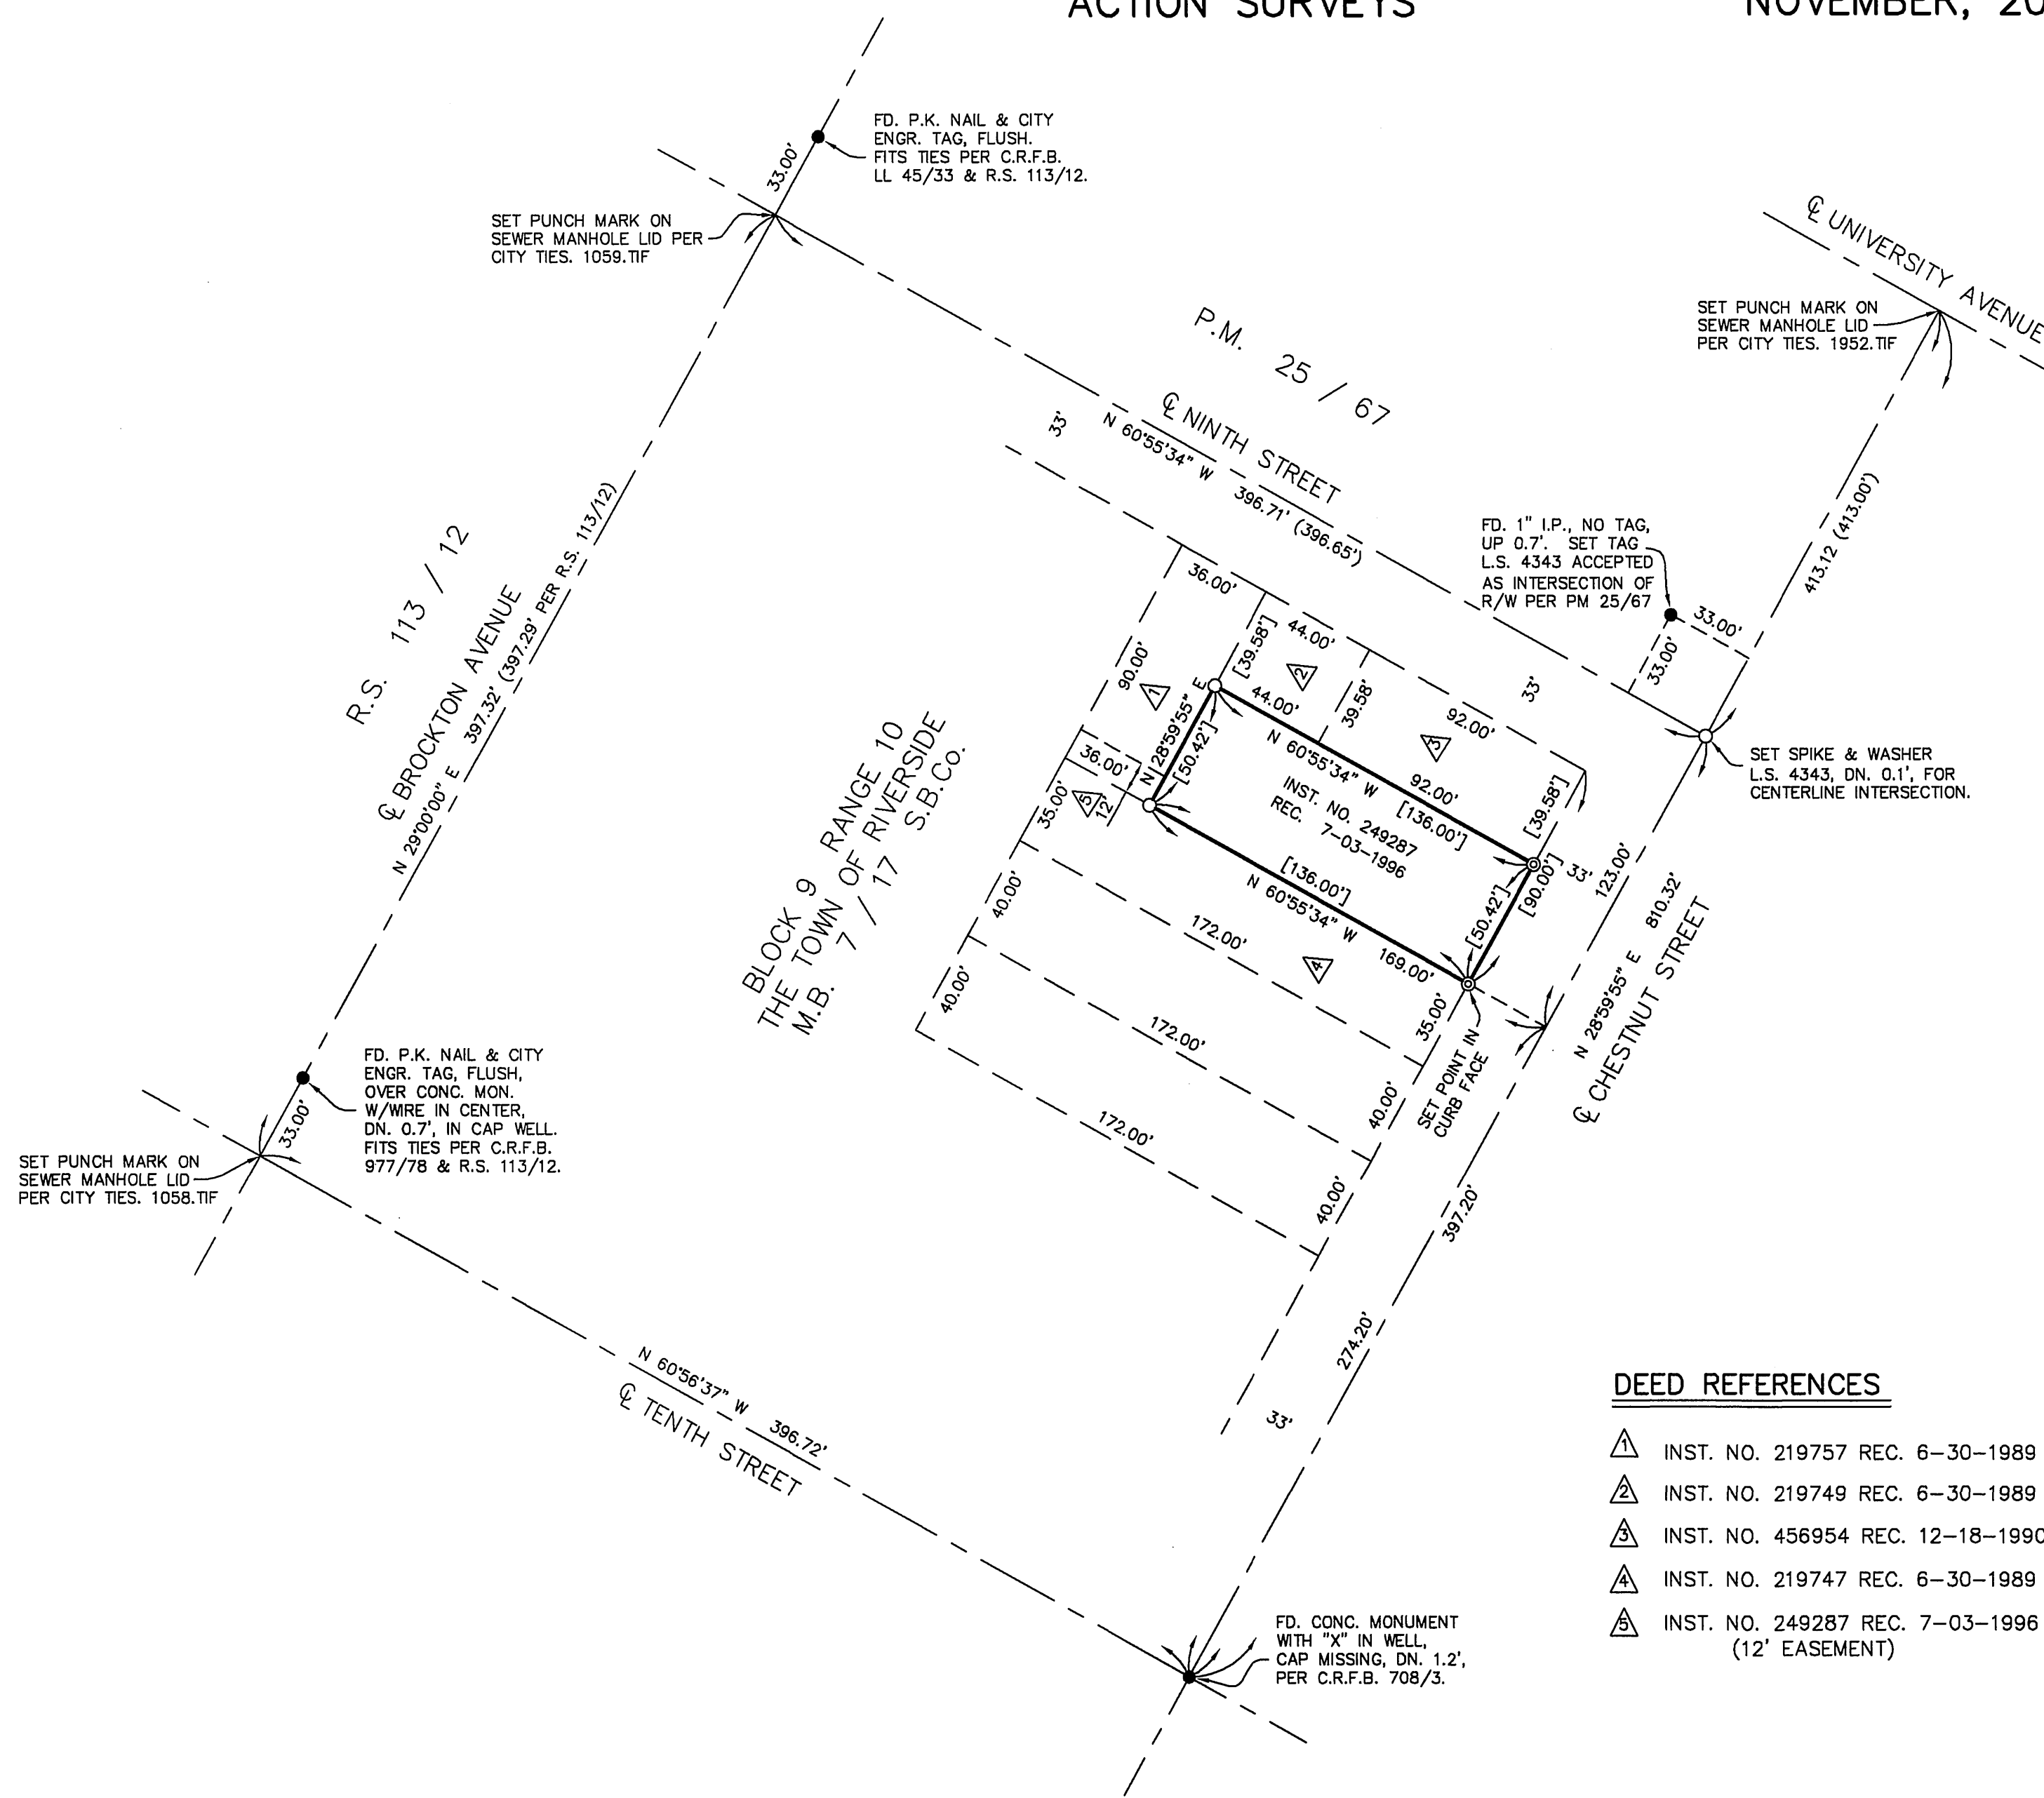 ACTION SURVEYS
NOVEMBER, 20
FD. P.K. NAIL & CITY
ENGR. TAG, FLUSH.
FITS TIES PER C.R.F.B.
LL 45/33 & R.S. 113/12.
33.00'
SET PUNCH MARK ON
SEWER MANHOLE LID PER
CITY TIES. 1059.TIF
℄ UNIVERSITY AVENUE
SET PUNCH MARK ON
SEWER MANHOLE LID
PER CITY TIES. 1952.TIF
P.M. 25 / 67
℄ NINTH STREET
N 60°55'34" W 396.71' (396.65')
33'
413.12 (413.00')
FD. 1" I.P., NO TAG,
UP 0.7'. SET TAG
L.S. 4343 ACCEPTED
AS INTERSECTION OF
R/W PER PM 25/67
33.00'
33.00'
R.S. 113 / 12
℄ BROCKTON AVENUE
N 29°00'00" E 397.32' (397.29' PER R.S. 113/12)
36.00'
44.00'
[39.58']
90.00'
1
2
44.00'
39.58'
33'
92.00'
3
N 28°59'55" E
[50.42']
N 60°55'34" W 92.00'
[136.00']
INST. NO. 249287
REC. 7-03-1996
[39.58']
SET SPIKE & WASHER
L.S. 4343, DN. 0.1', FOR
CENTERLINE INTERSECTION.
36.00'
35.00'
5
12'
[136.00']
N 60°55'34" W 169.00'
[50.42']
[90.00']
33'
123.00'
N 28°59'55" E 810.32'
℄ CHESTNUT STREET
BLOCK 9 RANGE 10
THE TOWN OF RIVERSIDE
M.B. 7 / 17 S.B.Co.
40.00'
172.00'
4
35.00'
SET POINT IN
CURB FACE
40.00'
172.00'
40.00'
172.00'
40.00'
397.20'
274.20'
33'
FD. P.K. NAIL & CITY
ENGR. TAG, FLUSH,
OVER CONC. MON.
W/WIRE IN CENTER,
DN. 0.7', IN CAP WELL.
FITS TIES PER C.R.F.B.
977/78 & R.S. 113/12.
33.00'
SET PUNCH MARK ON
SEWER MANHOLE LID
PER CITY TIES. 1058.TIF
N 60°56'37" W 396.72'
℄ TENTH STREET
FD. CONC. MONUMENT
WITH "X" IN WELL,
CAP MISSING, DN. 1.2',
PER C.R.F.B. 708/3.
DEED REFERENCES
1 INST. NO. 219757 REC. 6-30-1989
2 INST. NO. 219749 REC. 6-30-1989
3 INST. NO. 456954 REC. 12-18-1990
4 INST. NO. 219747 REC. 6-30-1989
5 INST. NO. 249287 REC. 7-03-1996
(12' EASEMENT)